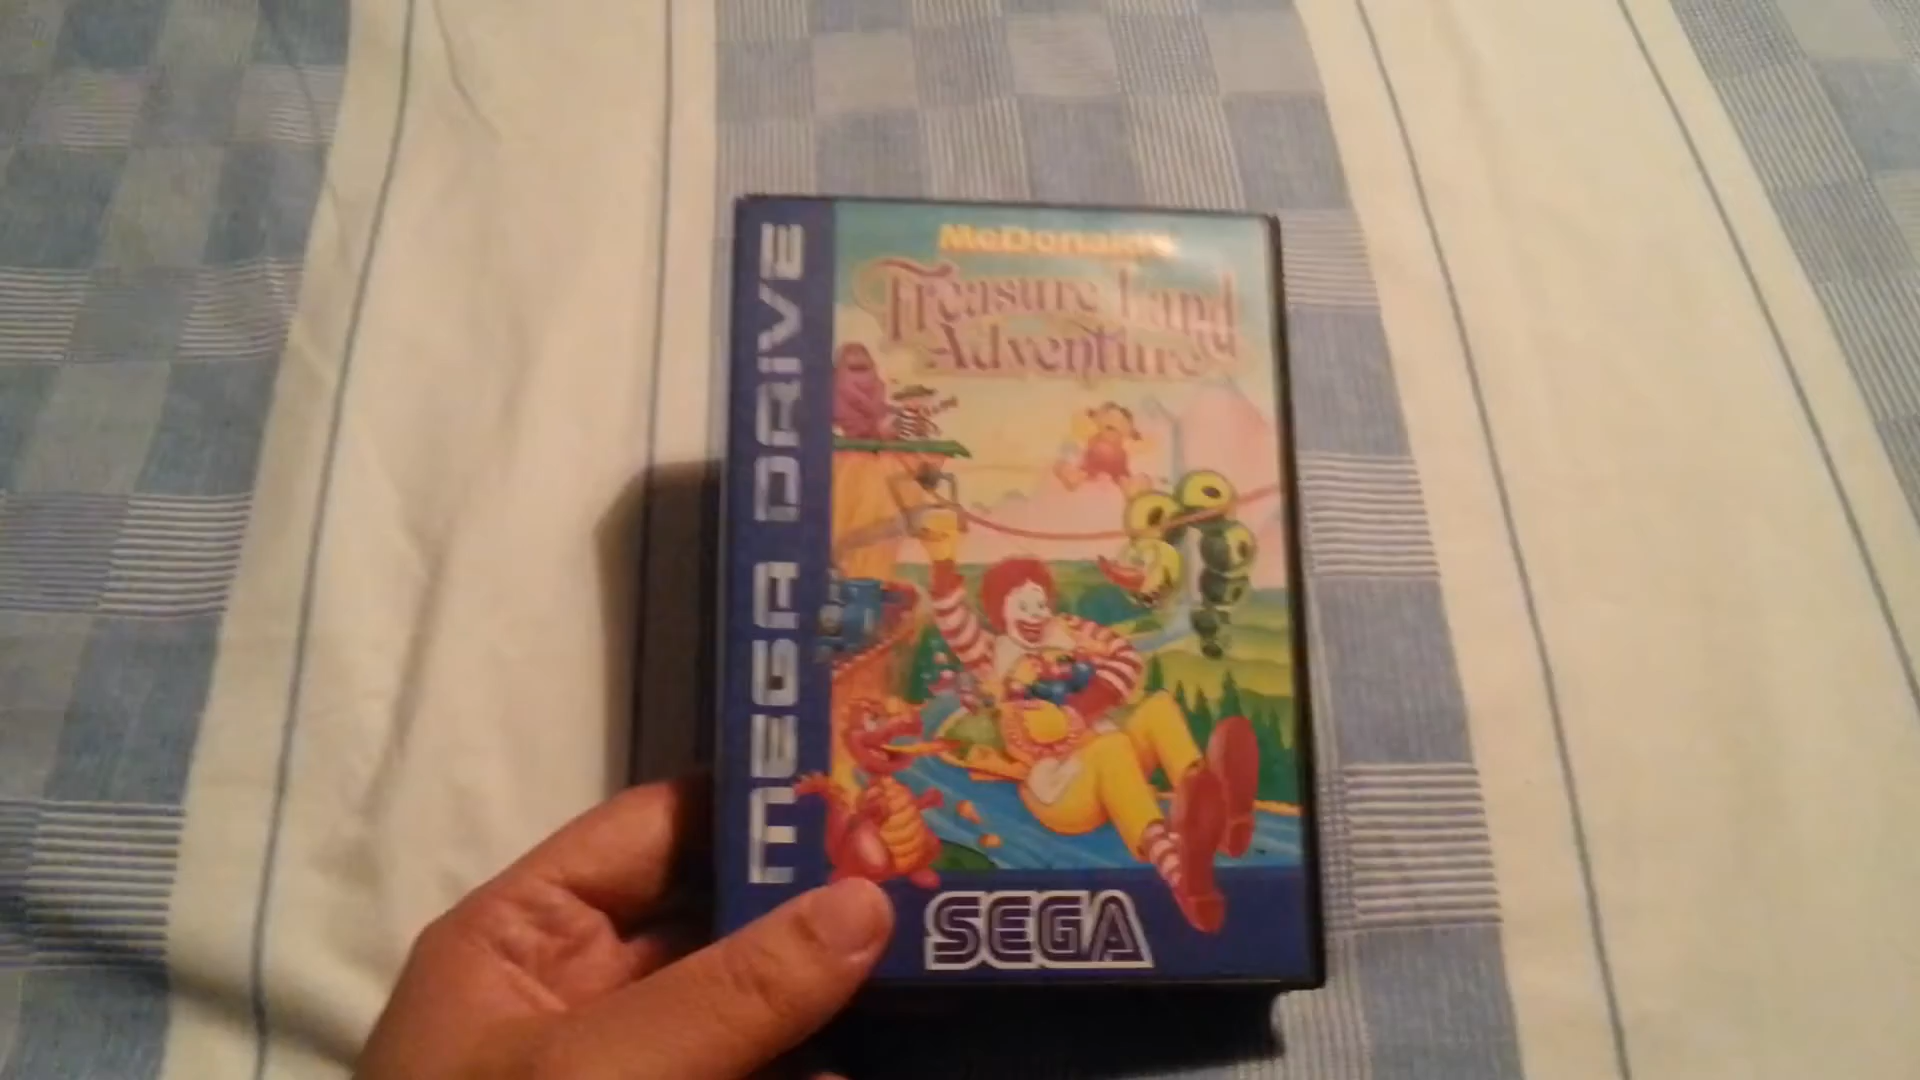 McDonald's
Treasure Land
Adventure
MEGA DRIVE
SEGA